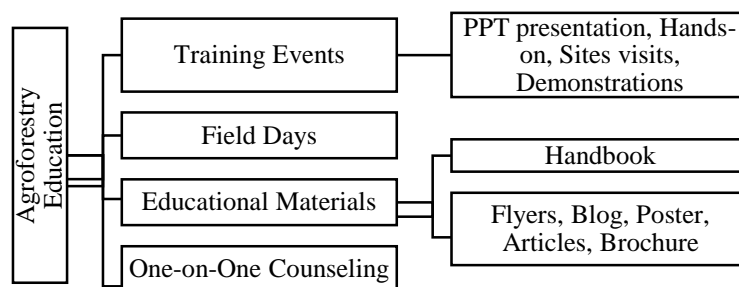 Agroforestry
Education
Training Events
PPT presentation, Hands-
on, Sites visits,
Demonstrations
Field Days
Educational Materials
Handbook
Flyers, Blog, Poster,
Articles, Brochure
One-on-One Counseling